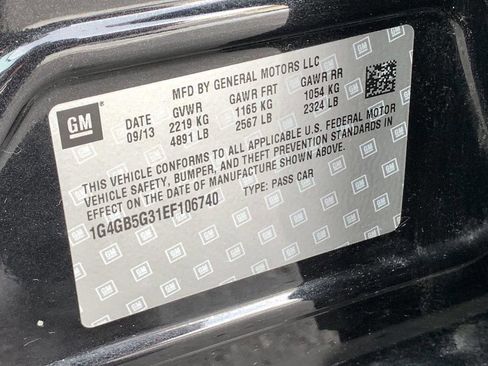 GM
MFD BY GENERAL MOTORS LLC
DATE GVWR GAWR FRT GAWR RR
09/13 2219 KG 1165 KG 1054 KG
4891 LB 2567 LB 2324 LB
THIS VEHICLE CONFORMS TO ALL APPLICABLE U.S. FEDERAL MOTOR
VEHICLE SAFETY, BUMPER, AND THEFT PREVENTION STANDARDS IN
EFFECT ON THE DATE OF MANUFACTURE SHOWN ABOVE.
1G4GB5G31EF106740 TYPE: PASS CAR